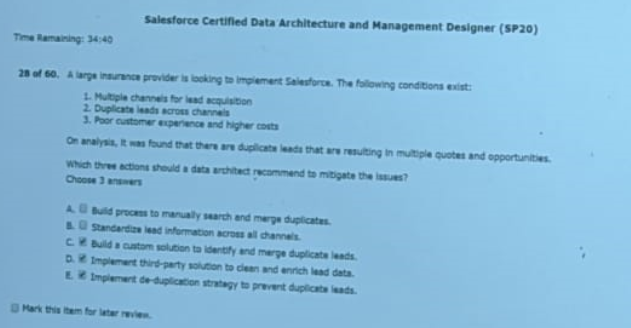 Salesforce Certified Data Architecture and Management Designer (SP20)
Time Remaining: 34:40
28 of 60. A large insurance provider is looking to implement Salesforce. The following conditions exist:
1. Multiple channels for lead acquisition
2. Duplicate leads across channels
3. Poor customer experience and higher costs
On analysis, it was found that there are duplicate leads that are resulting in multiple quotes and opportunities.
Which three actions should a data architect recommend to mitigate the issues?
Choose 3 answers
A. Build process to manually search and merge duplicates.
B. Standardize lead information across all channels.
C. Build a custom solution to identify and merge duplicate leads.
D. Implement third-party solution to clean and enrich lead data.
E. Implement de-duplication strategy to prevent duplicate leads.
Mark this item for later review.